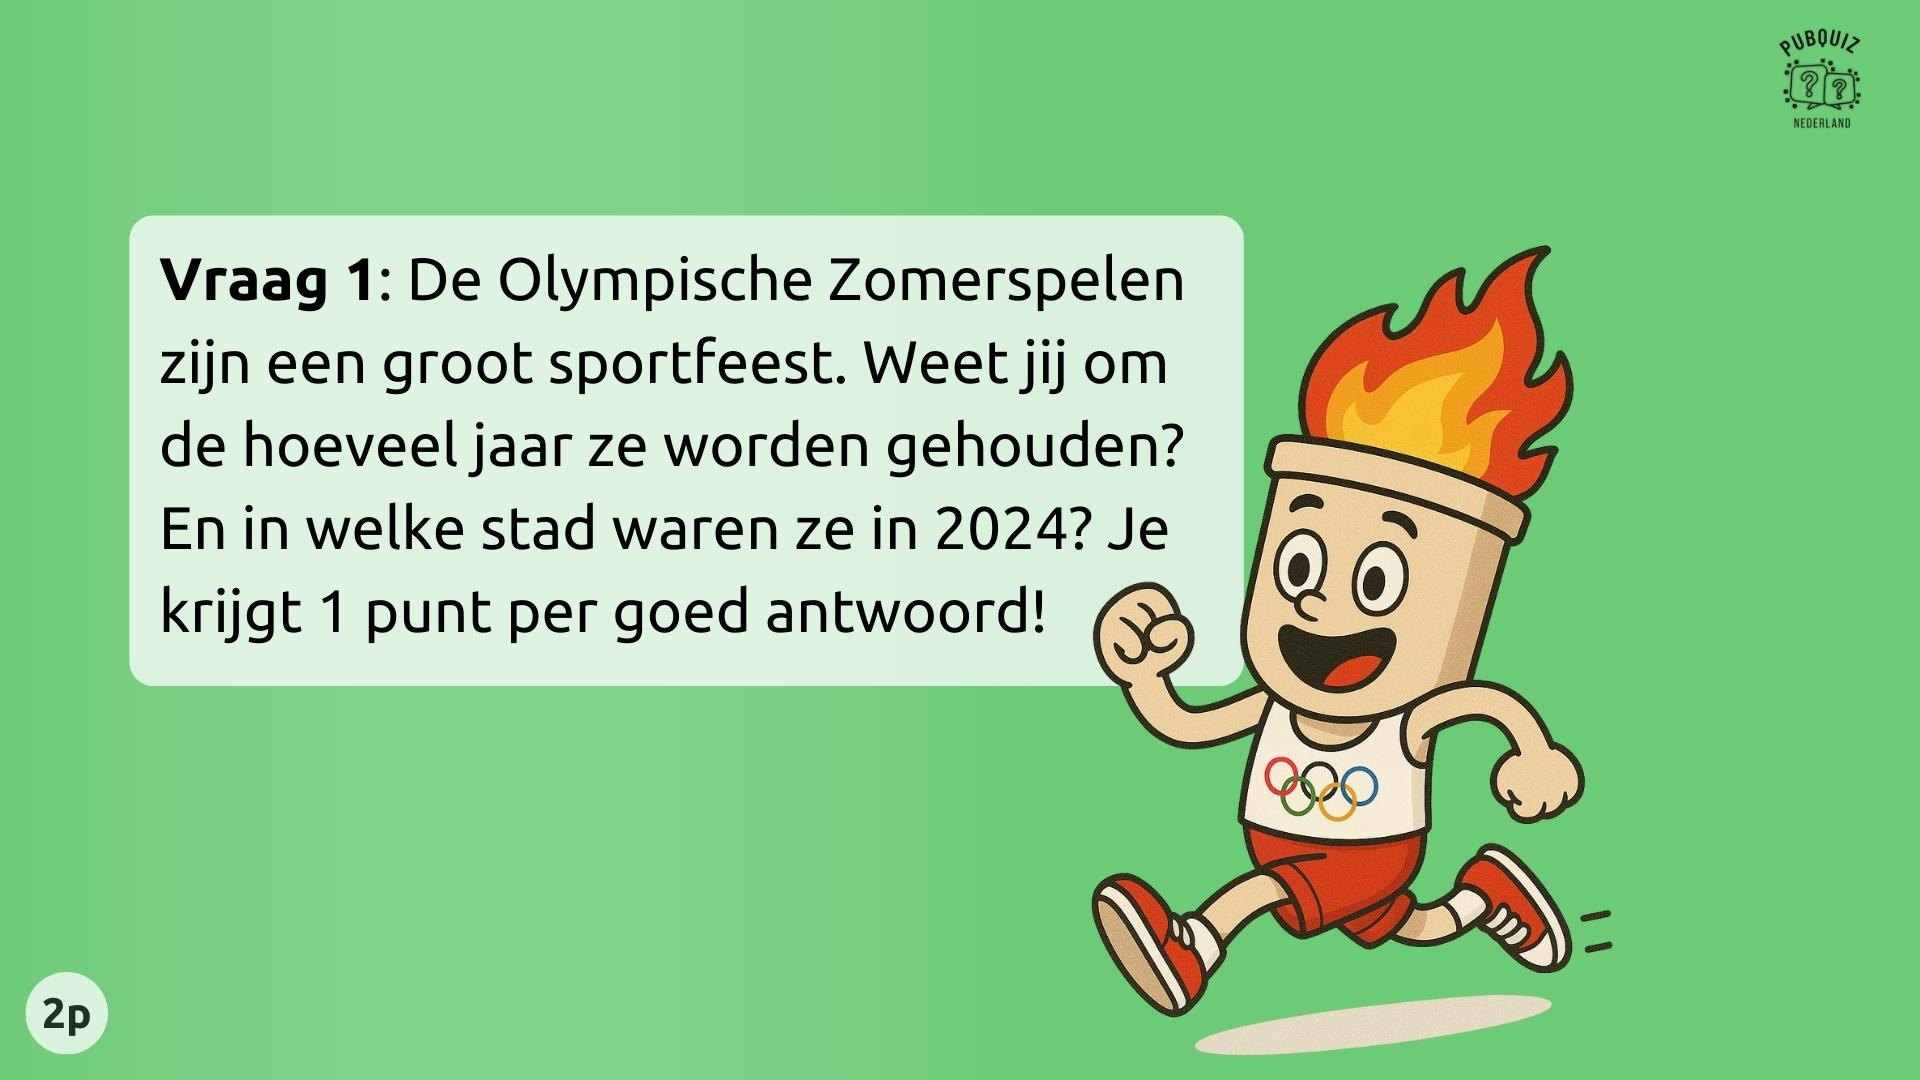 PUBQUIZ
? ?
NEDERLAND
Vraag 1: De Olympische Zomerspelen
zijn een groot sportfeest. Weet jij om
de hoeveel jaar ze worden gehouden?
En in welke stad waren ze in 2024? Je
krijgt 1 punt per goed antwoord!
2p